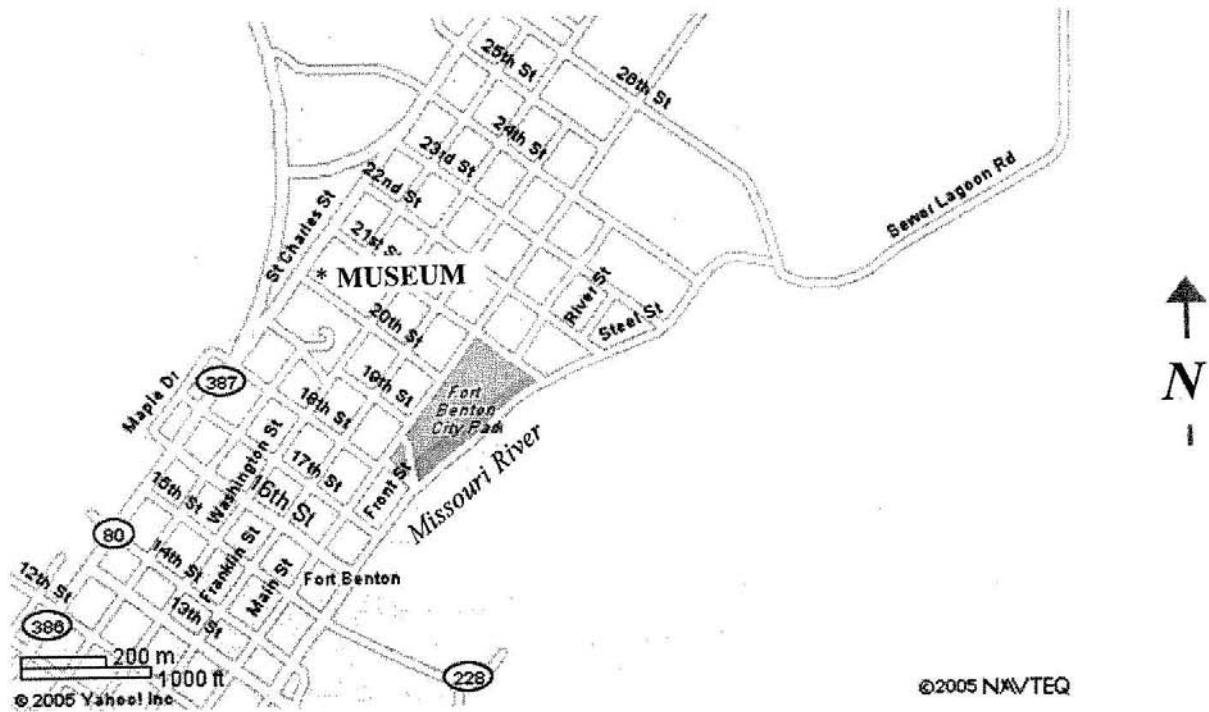 25th St
26th St
24th St
23rd St
22nd St
Sewer Lagoon Rd
St Charles St
21st S
* MUSEUM
River St
Steel St
20th St
N
Maple Dr
387
19th St
Fort
Benton
City Park
18th St
Washington St
17th St
Front St
Missouri River
15th St
16th St
80
14th St
Franklin St
Main St
Fort Benton
12th St
13th St
386
200 m
1000 ft
228
© 2005 Yahoo! Inc
©2005 NAVTEQ